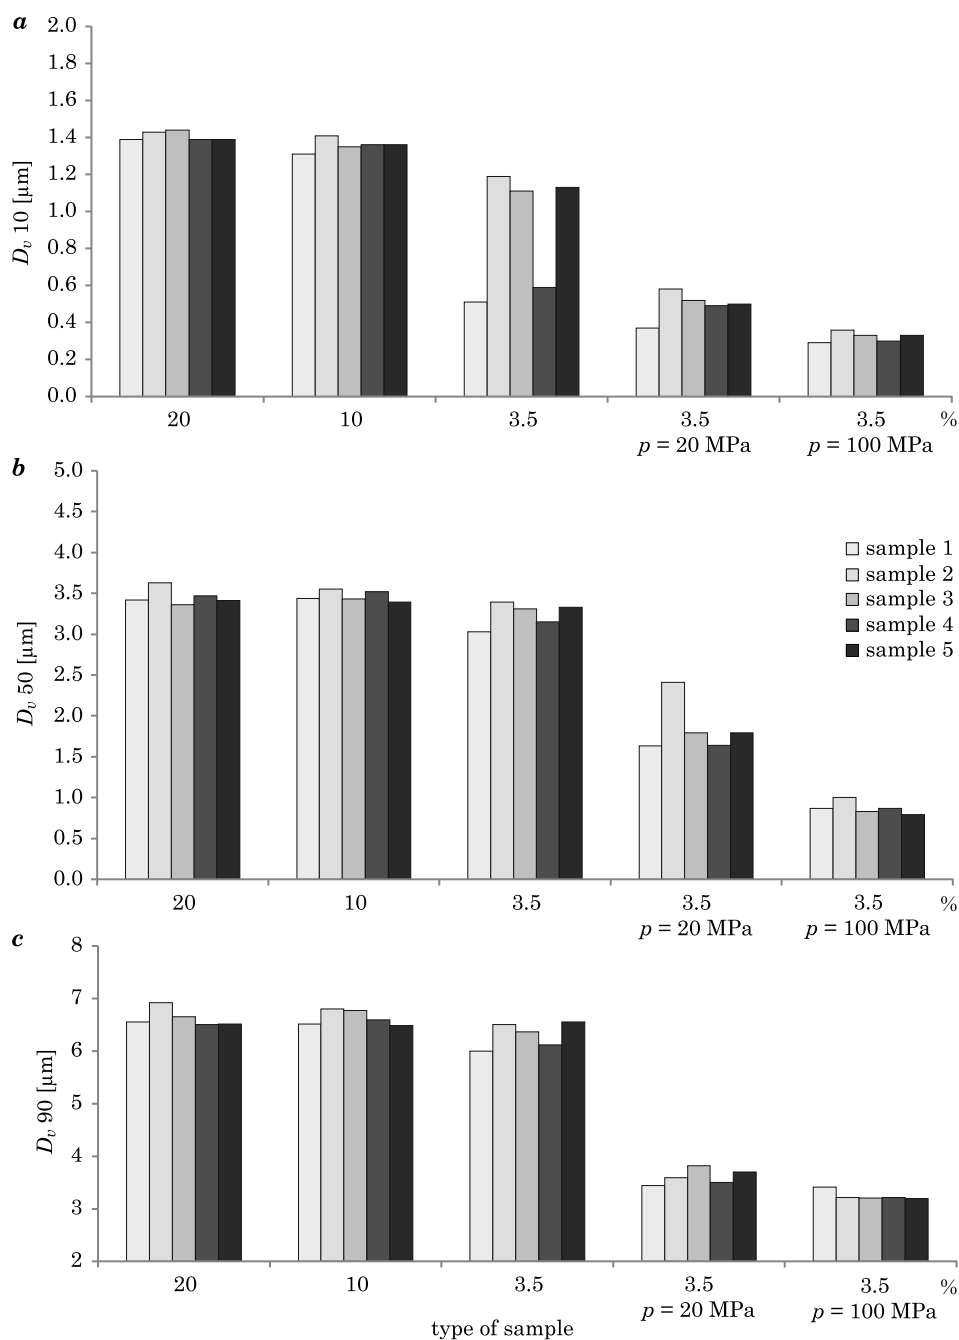 a
2.0
1.8
1.6
1.4
1.2
1.0
0.8
0.6
0.4
0.2
0.0
Dv 10 [µm]
20 10 3.5 3.5 3.5 %
p = 20 MPa p = 100 MPa
b
5.0
4.5
4.0
3.5
3.0
2.5
2.0
1.5
1.0
0.5
0.0
Dv 50 [µm]
sample 1
sample 2
sample 3
sample 4
sample 5
20 10 3.5 3.5 3.5 %
p = 20 MPa p = 100 MPa
c
8
7
6
5
4
3
2
Dv 90 [µm]
20 10 3.5 3.5 3.5 %
p = 20 MPa p = 100 MPa
type of sample